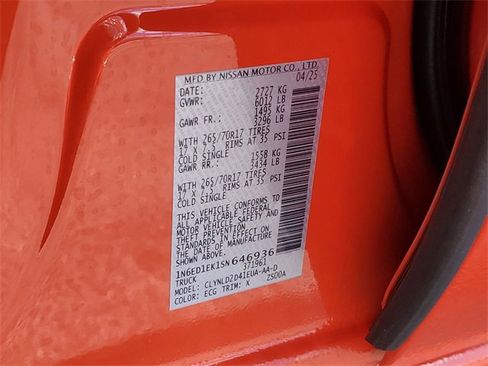 MFD BY NISSAN MOTOR CO., LTD.
DATE: 04/25
GVWR: 2727 KG
6012 LB
GAWR FR.: 1495 KG
3296 LB
WITH 265/70R17 TIRES
17 X 7.5 RIMS AT 35 PSI
COLD SINGLE
GAWR RR.: 1558 KG
3434 LB
WITH 265/70R17 TIRES
17 X 7.5 RIMS AT 35 PSI
COLD SINGLE
THIS VEHICLE CONFORMS TO
ALL APPLICABLE FEDERAL
MOTOR VEHICLE SAFETY AND
THEFT PREVENTION STANDARDS
IN EFFECT ON THE DATE OF
MANUFACTURE SHOWN ABOVE.
1N6ED1EK1SN646936
TRUCK 371961
MODEL: CLYNLD2D41EUA-AA-D
COLOR: ECG TRIM: X 2SD0A